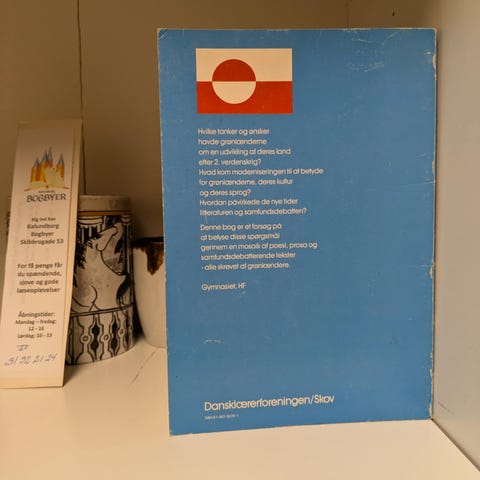 BOGBYER
Kig ind hos
Kalundborg
Bogbyer
Skibbrogade 53
For få penge får
du spændende,
sjove og gode
læseoplevelser
Åbningstider:
Mandag - fredag:
12 - 16
Lørdag: 10 - 13
Hvilke tanker og ønsker
havde grønlænderne
om en udvikling af deres land
efter 2. verdenskrig?
Hvad kom moderniseringen til at betyde
for grønlænderne, deres kultur
og deres sprog?
Hvordan påvirkede de nye tider
litteraturen og samfundsdebatten?
Denne bog er et forsøg på
at belyse disse spørgsmål
gennem en mosaik af poesi, prosa og
samfundsdebatterende tekster
- alle skrevet af grønlændere.
Gymnasiet, HF
Dansklærerforeningen/Skov